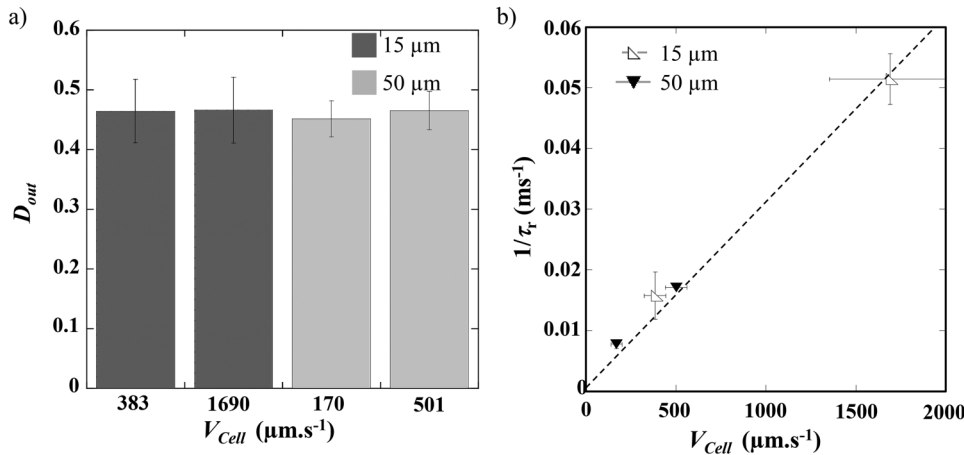 a)
0.6
0.5
0.4
0.3
0.2
0.1
0
D_out
15 µm
50 µm
383 1690 170 501
V_Cell (µm.s⁻¹)
b)
0.06
0.05
0.04
0.03
0.02
0.01
0
1/τ_r (ms⁻¹)
15 µm
50 µm
0 500 1000 1500 2000
V_Cell (µm.s⁻¹)